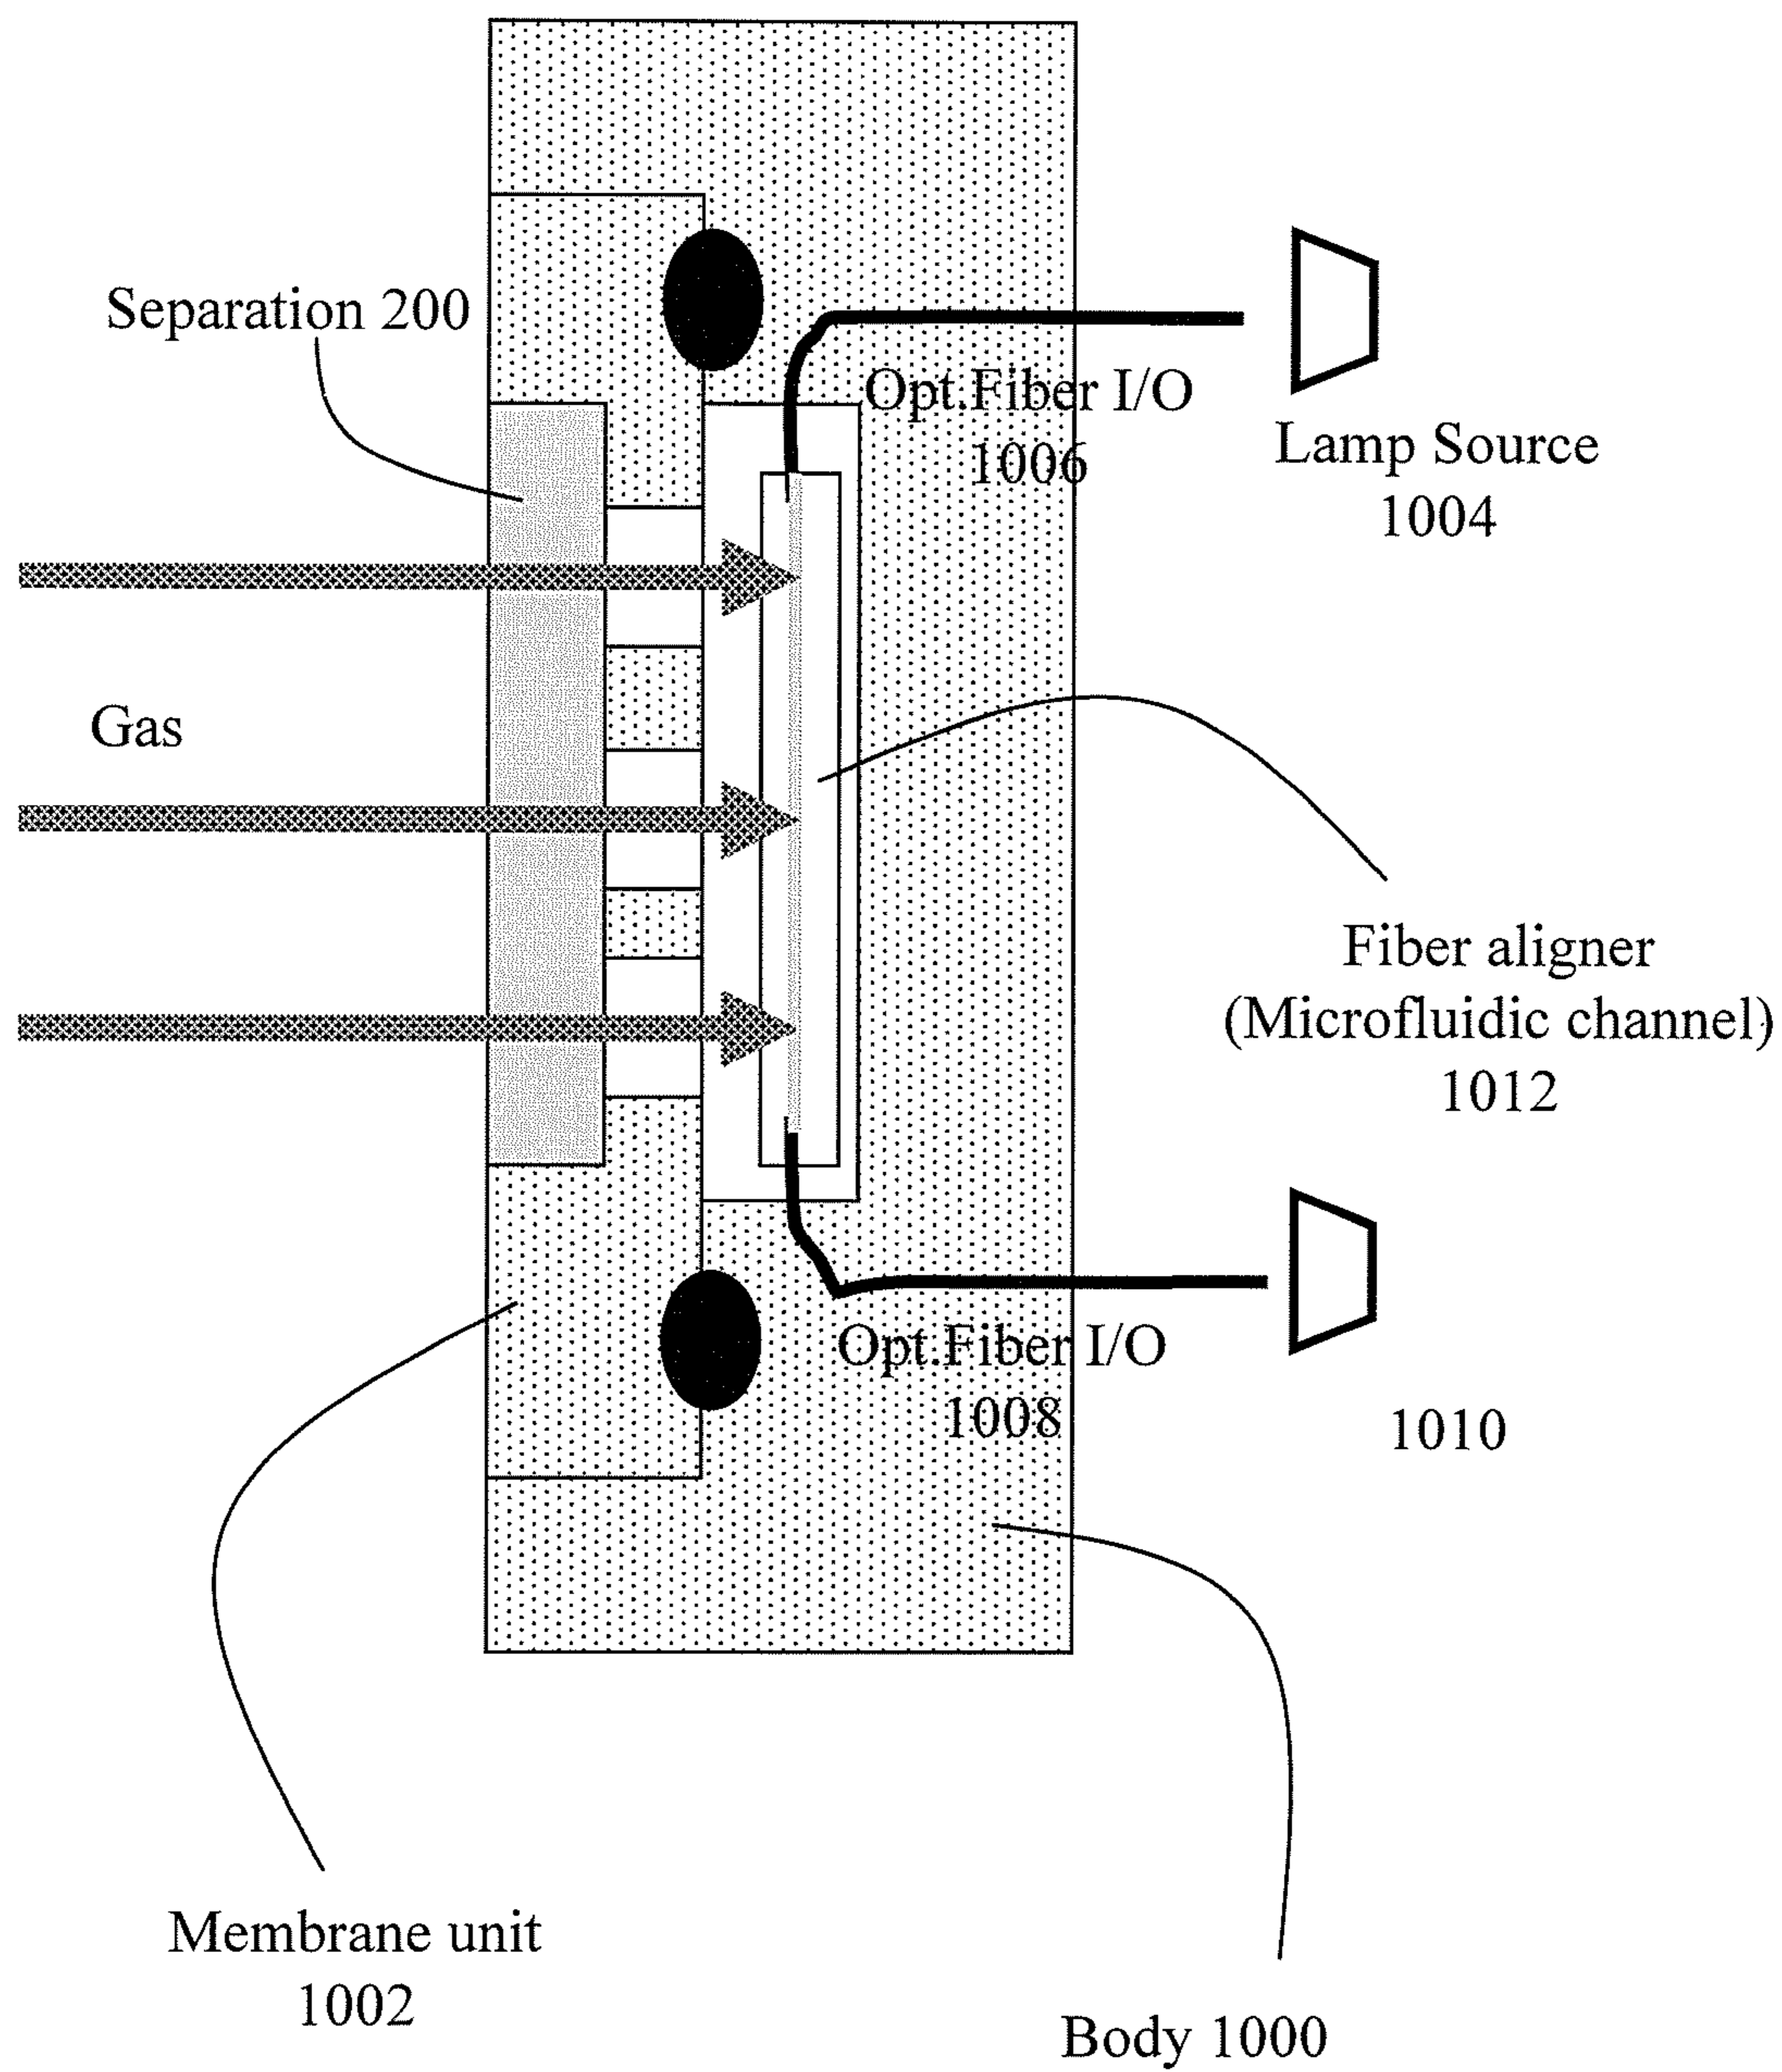 Separation 200
Opt.Fiber I/O
1006
Lamp Source
1004
Gas
Fiber aligner
(Microfluidic channel)
1012
Opt.Fiber I/O
1008
1010
Membrane unit
1002
Body 1000